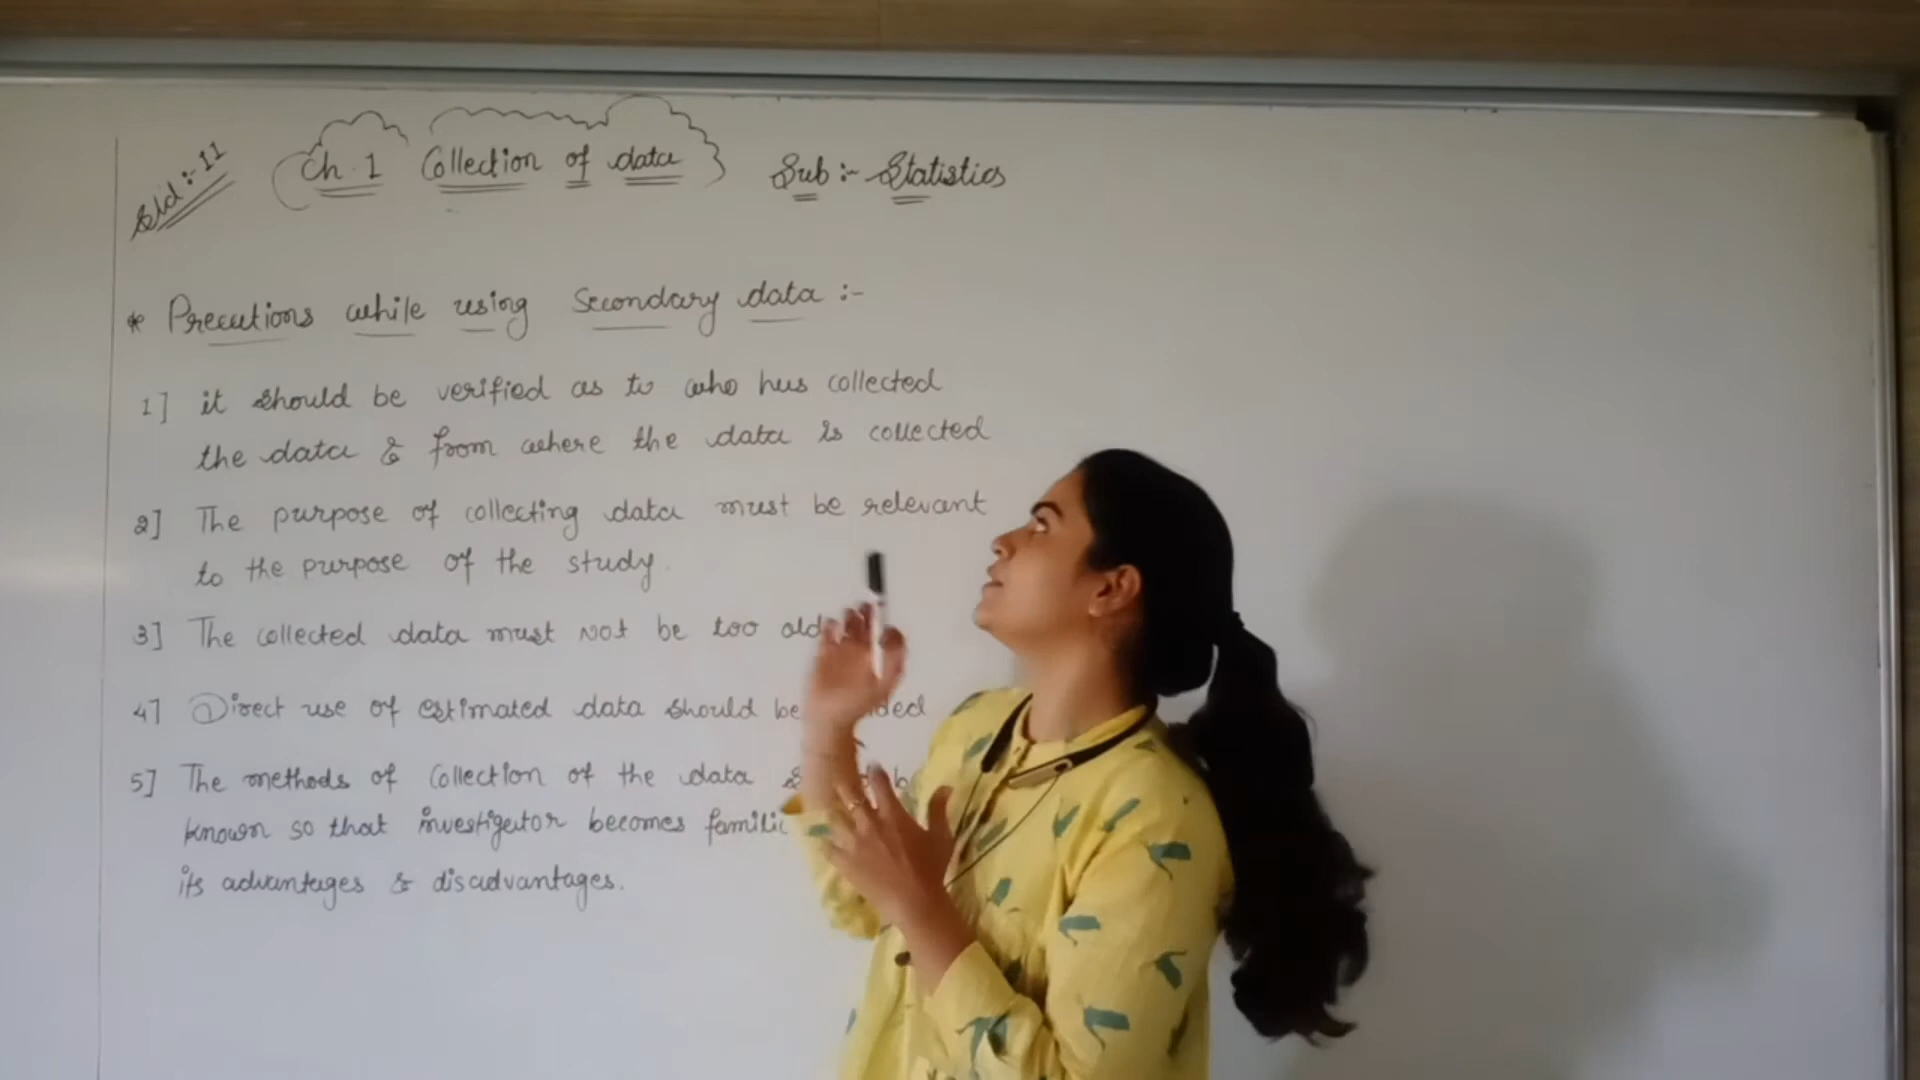 Std :- 11
Ch. 1 Collection of data
Sub :- Statistics
* Precutions while using Secondary data :-
1] it should be verified as to who has collected
the data & from where the data is collected
2] The purpose of collecting data must be relevant
to the purpose of the study.
3] The collected data must not be too old
4] Direct use of estimated data should be
5] The methods of collection of the data
known so that investigator becomes
its advantages & disadvantages.